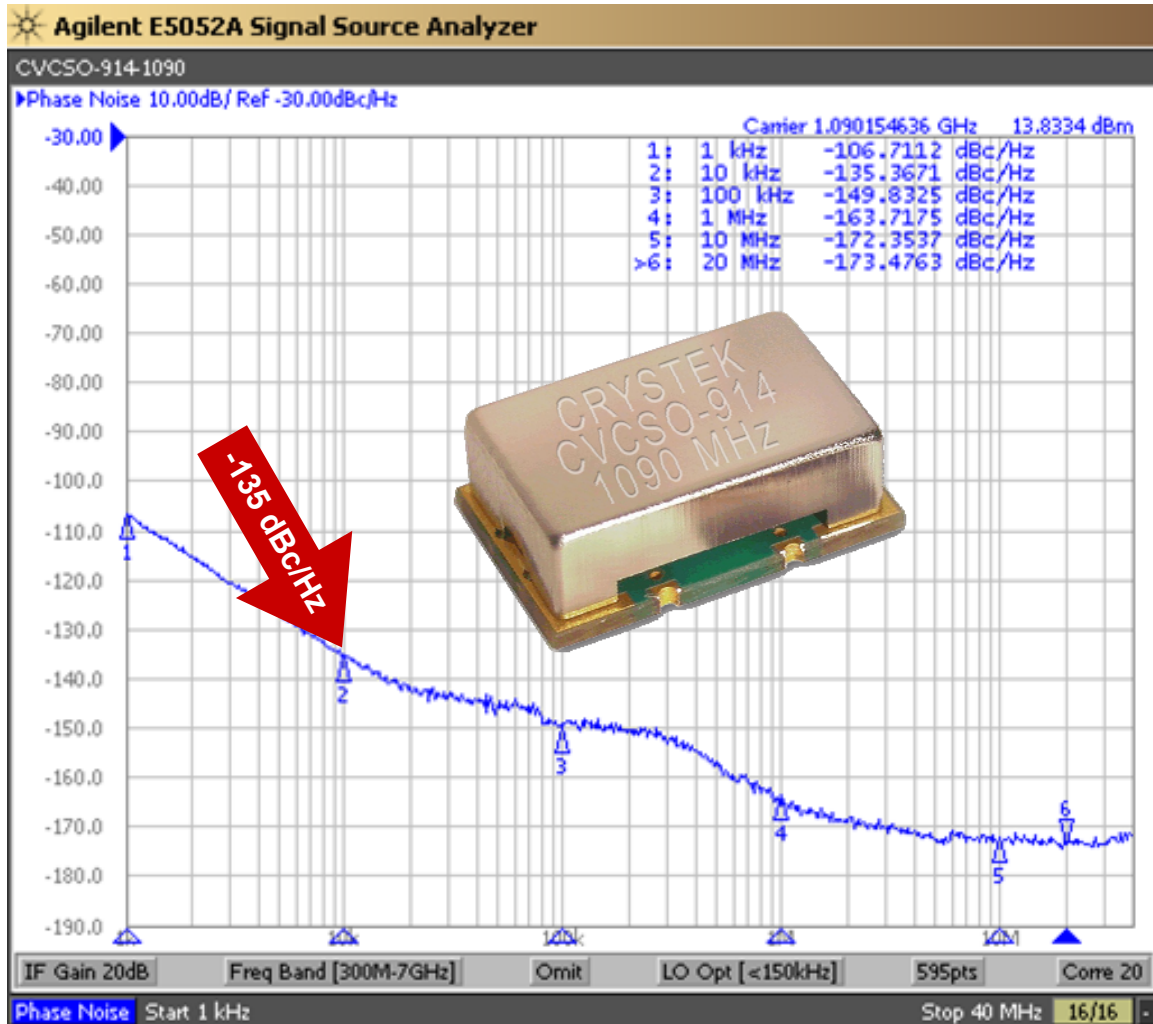 Agilent E5052A Signal Source Analyzer
CVCSO-914-1090
Phase Noise 10.00dB/ Ref -30.00dBc/Hz
Carrier 1.090154636 GHz 13.8334 dBm
1: 1 kHz -106.7112 dBc/Hz
2: 10 kHz -135.3671 dBc/Hz
3: 100 kHz -149.8325 dBc/Hz
4: 1 MHz -163.7175 dBc/Hz
5: 10 MHz -172.3537 dBc/Hz
>6: 20 MHz -173.4763 dBc/Hz
-30.00
-40.00
-50.00
-60.00
-70.00
-80.00
-90.00
-100.0
-110.0
-120.0
-130.0
-140.0
-150.0
-160.0
-170.0
-180.0
-190.0
CRYSTEK
CVCSO-914
1090 MHz
-135 dBc/Hz
1
2
3
4
5
6
10k
100k
10M
IF Gain 20dB Freq Band [300M-7GHz] Omit LO Opt [<150kHz] 595pts Corre 20
Phase Noise Start 1 kHz Stop 40 MHz 16/16